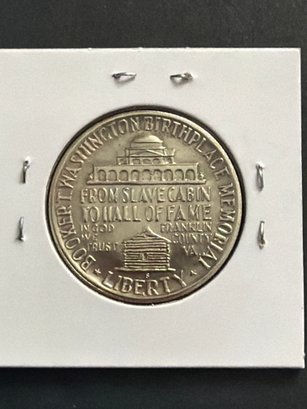 BOOKER T. WASHINGTON BIRTHPLACE MEMORIAL
FROM SLAVE CABIN
TO HALL OF FAME
IN GOD
WE
TRUST
FRANKLIN
COUNTY
VA.
S
LIBERTY